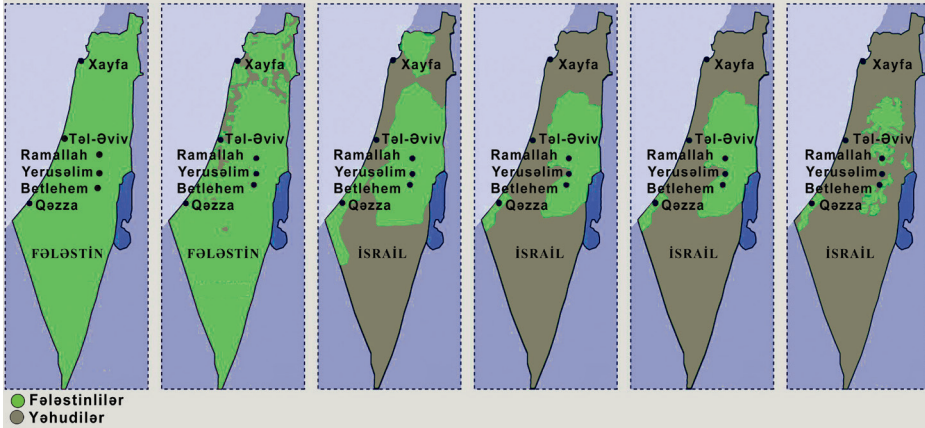 Xayfa
Təl-Əviv
Ramallah
Yerusəlim
Betlehem
Qəzza
FƏLƏSTİN
Xayfa
Təl-Əviv
Ramallah
Yerusəlim
Betlehem
Qəzza
FƏLƏSTİN
Xayfa
Təl-Əviv
Ramallah
Yerusəlim
Betlehem
Qəzza
İSRAİL
Xayfa
Təl-Əviv
Ramallah
Yerusəlim
Betlehem
Qəzza
İSRAİL
Xayfa
Təl-Əviv
Ramallah
Yerusəlim
Betlehem
Qəzza
İSRAİL
Xayfa
Təl-Əviv
Ramallah
Yerusəlim
Betlehem
Qəzza
İSRAİL
Fələstinlilər
Yəhudilər